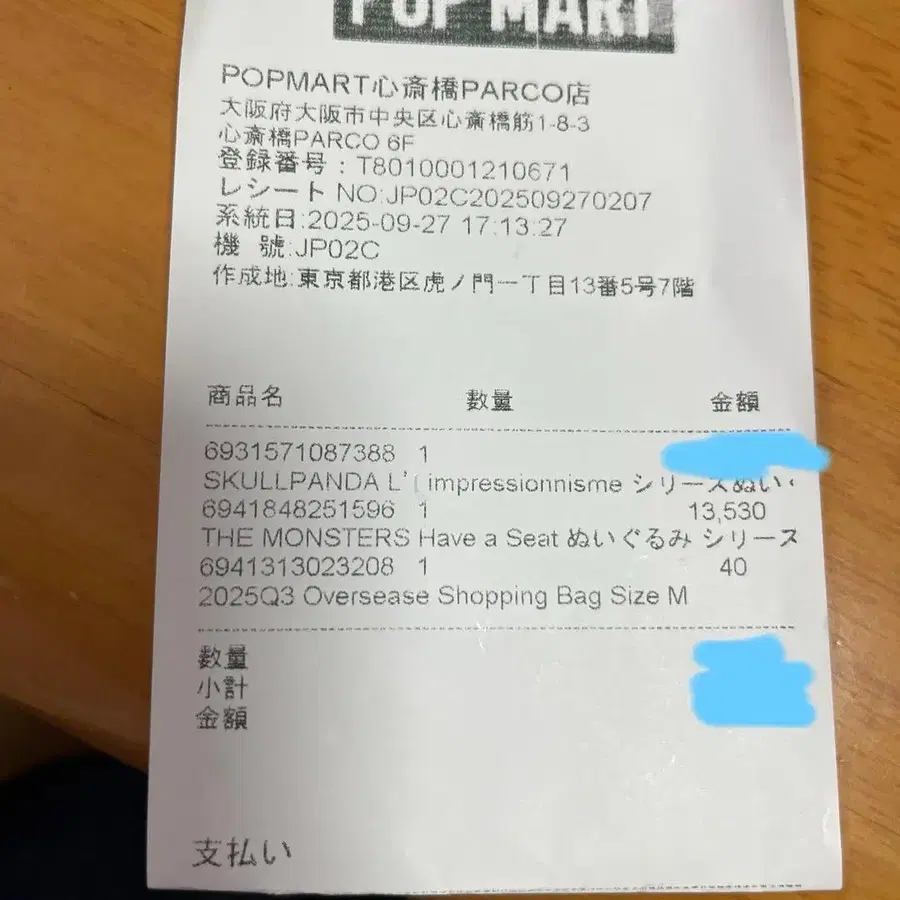 POP MART
POPMART心斎橋PARCO店
大阪府大阪市中央区心斎橋筋1-8-3
心斎橋PARCO 6F
登録番号：T8010001210671
レシート NO:JP02C202509270207
系統日:2025-09-27 17:13:27
機 號:JP02C
作成地:東京都港区虎ノ門一丁目13番5号7階
商品名 數量 金額
6931571087388 1
SKULLPANDA L' impressionnisme シリーズぬい
6941848251596 1 13,530
THE MONSTERS Have a Seat ぬいぐるみ シリーズ
6941313023208 1 40
2025Q3 Oversease Shopping Bag Size M
数量
小計
金額
支払い